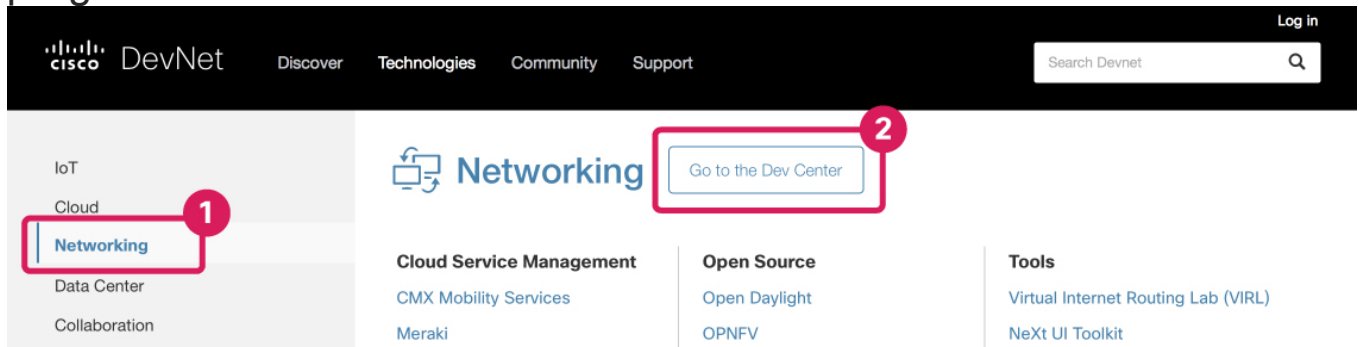 Log in
cisco DevNet Discover Technologies Community Support Search Devnet
2
IoT
Networking Go to the Dev Center
Cloud
1
Networking
Cloud Service Management Open Source Tools
Data Center
CMX Mobility Services Open Daylight Virtual Internet Routing Lab (VIRL)
Collaboration
Meraki OPNFV NeXt UI Toolkit